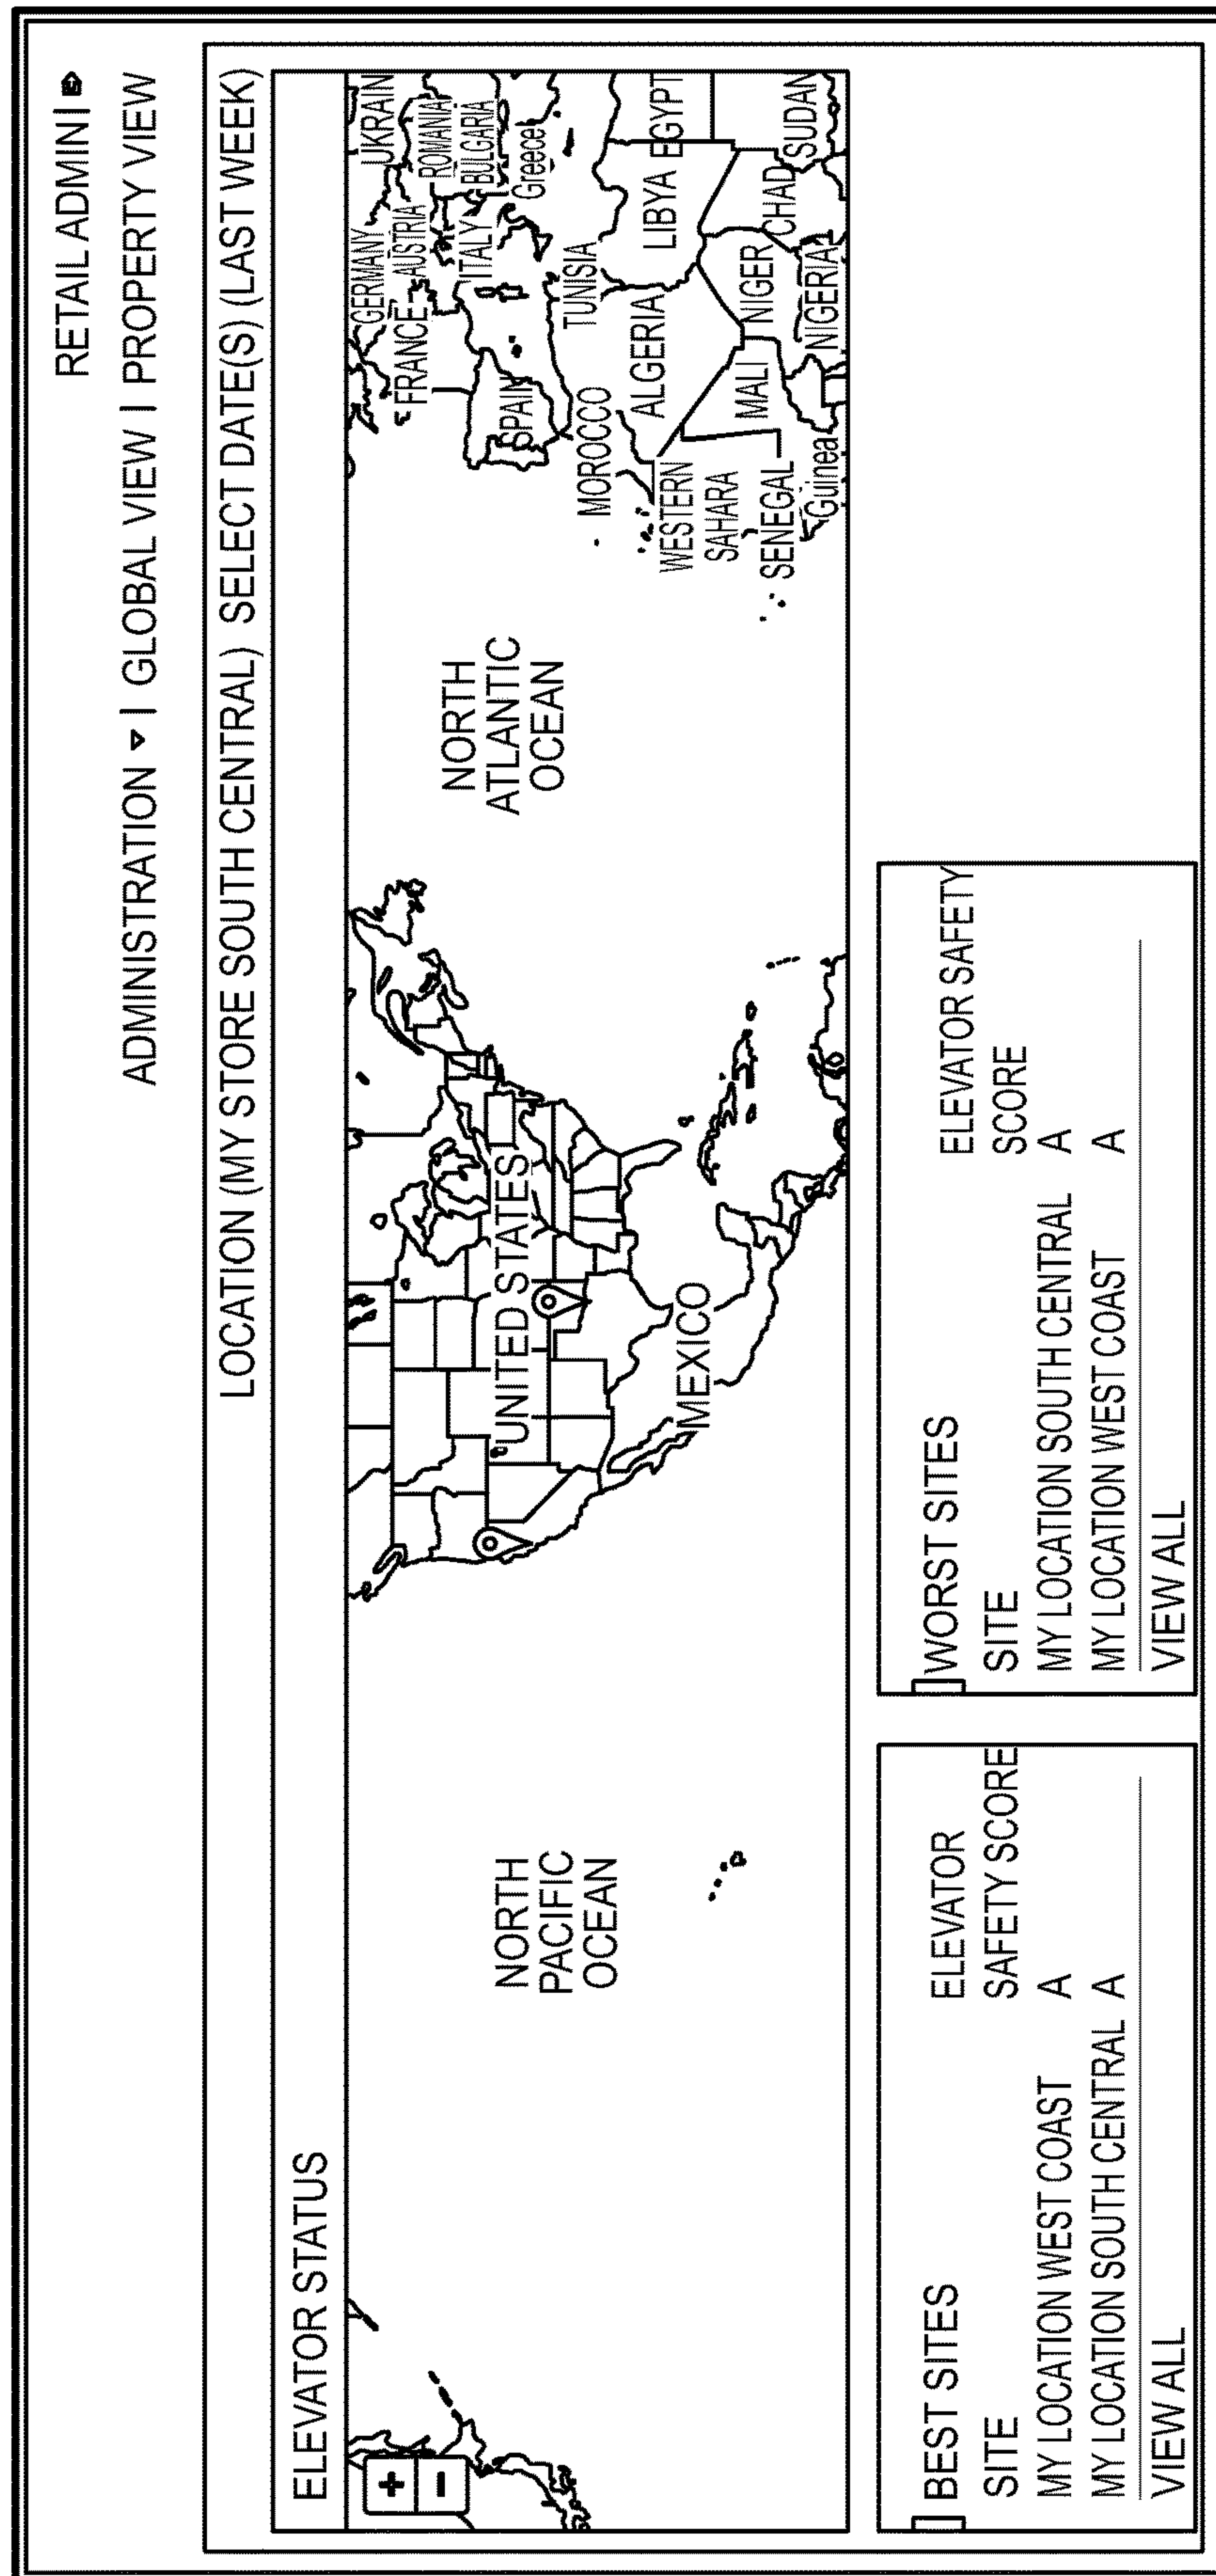 RETAIL ADMIN |
ADMINISTRATION | GLOBAL VIEW | PROPERTY VIEW
LOCATION (MY STORE SOUTH CENTRAL) SELECT DATE(S) (LAST WEEK)
ELEVATOR STATUS
+
−
NORTH
PACIFIC
OCEAN
UNITED STATES
MEXICO
NORTH
ATLANTIC
OCEAN
GERMANY
UKRAIN
FRANCE
AUSTRIA
ROMANIA
ITALY
BULGARIA
SPAIN
Greece
TUNISIA
MOROCCO
ALGERIA
LIBYA
EGYPT
WESTERN
SAHARA
MALI
NIGER
CHAD
SUDAN
SENEGAL
Guinea
NIGERIA
BEST SITES
SITE ELEVATOR SAFETY SCORE
MY LOCATION WEST COAST A
MY LOCATION SOUTH CENTRAL A
VIEW ALL
WORST SITES
SITE ELEVATOR SAFETY SCORE
MY LOCATION SOUTH CENTRAL A
MY LOCATION WEST COAST A
VIEW ALL